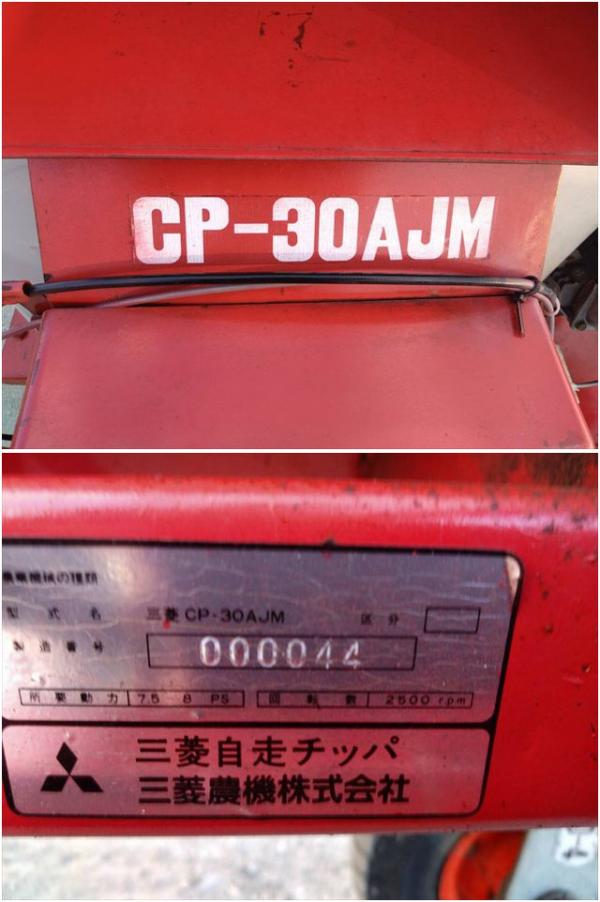 CP-30AJM
農業機械の種類
型式名 三菱 CP-30AJM 区分
製造番号 000044
所要動力 7.5 8 PS 回転数 2500 rpm
三菱自走チッパ
三菱農機株式会社